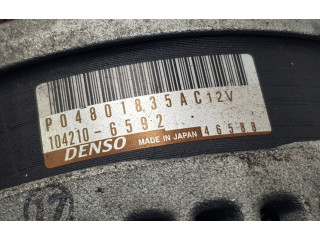 P04801835AC12V
104210-6592
DENSO MADE IN JAPAN 46588